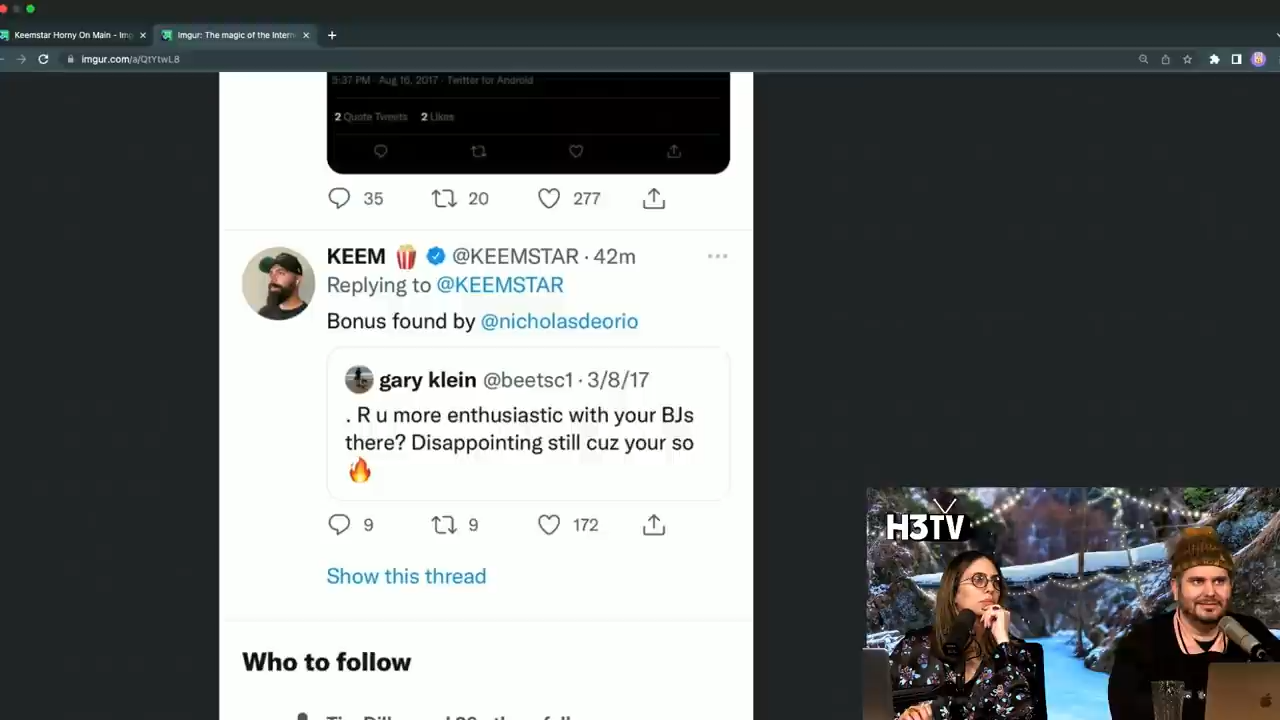 Keemstar Horny On Main - Im
Imgur: The magic of the Intern
imgur.com/a/QtYtwL8
5:37 PM · Aug 16, 2017 · Twitter for Android
2 Quote Tweets 2 Likes
35 20 277
KEEM 🍿 @KEEMSTAR · 42m
Replying to @KEEMSTAR
Bonus found by @nicholasdeorio
gary klein @beetsc1 · 3/8/17
. R u more enthusiastic with your BJs
there? Disappointing still cuz your so
🔥
9 9 172
Show this thread
Who to follow
H3TV